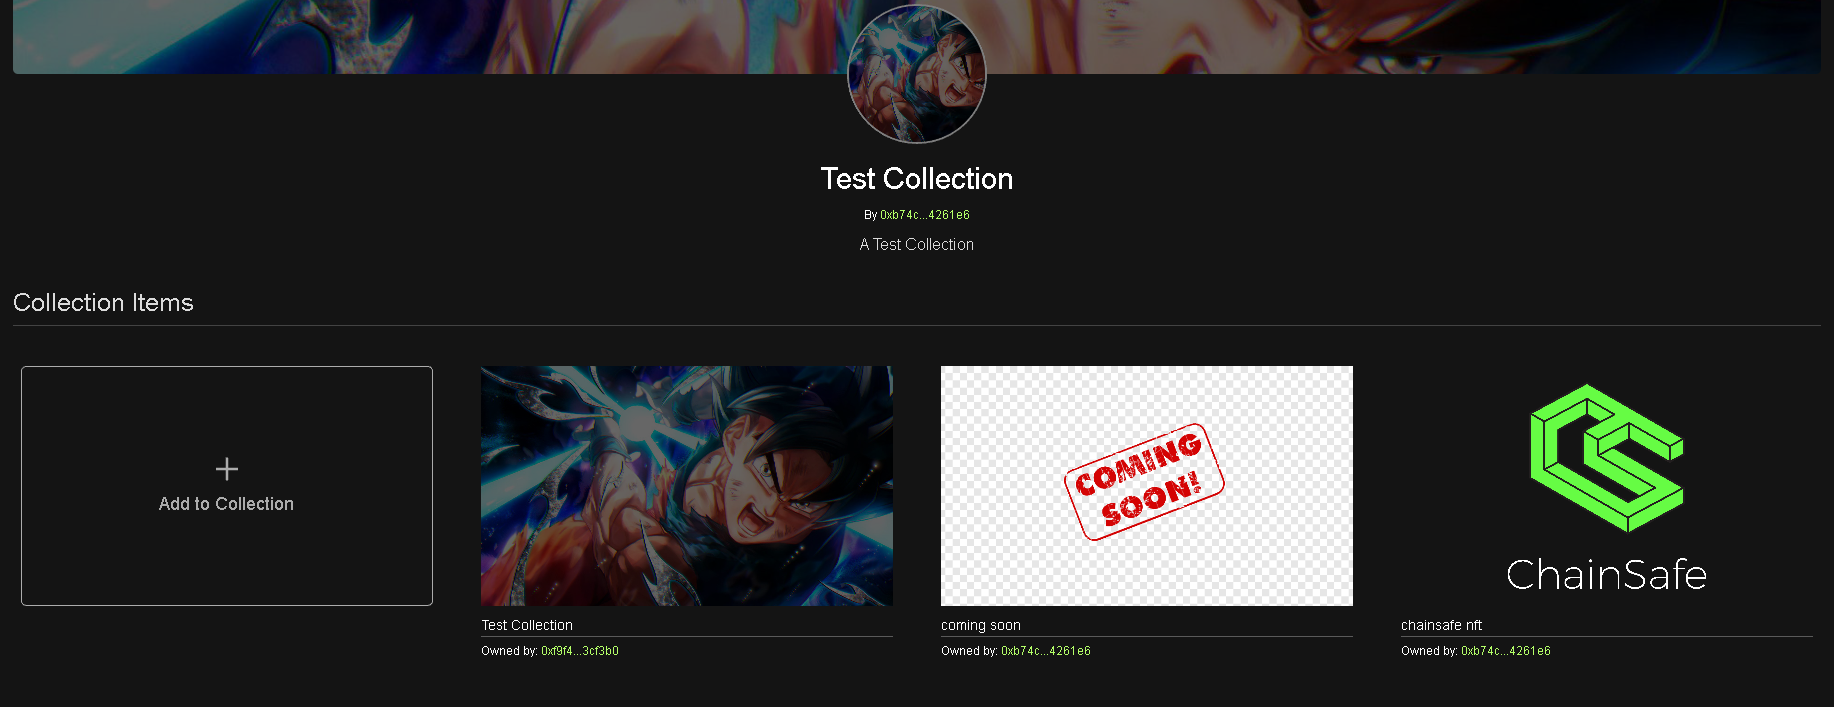 Test Collection
By 0xb74c...4261e6
A Test Collection
Collection Items
Add to Collection
COMING
SOON!
ChainSafe
Test Collection
Owned by: 0xf9f4...3cf3b0
coming soon
Owned by: 0xb74c...4261e6
chainsafe nft
Owned by: 0xb74c...4261e6